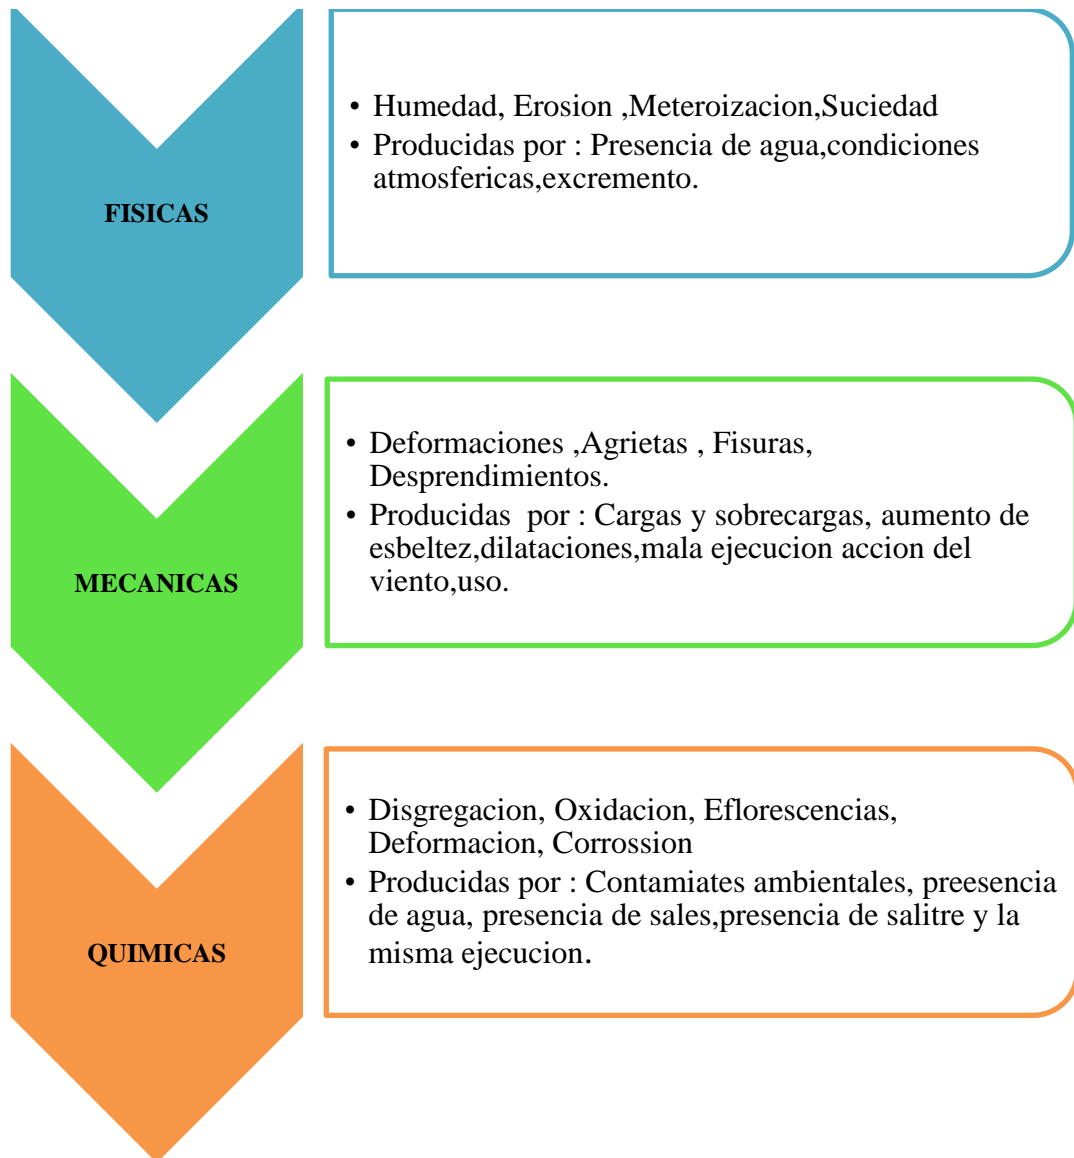 FISICAS
• Humedad, Erosion ,Meteroizacion,Suciedad
• Producidas por : Presencia de agua,condiciones
atmosfericas,excremento.
MECANICAS
• Deformaciones ,Agrietas , Fisuras,
Desprendimientos.
• Producidas por : Cargas y sobrecargas, aumento de
esbeltez,dilataciones,mala ejecucion accion del
viento,uso.
QUIMICAS
• Disgregacion, Oxidacion, Eflorescencias,
Deformacion, Corrossion
• Producidas por : Contamiates ambientales, preesencia
de agua, presencia de sales,presencia de salitre y la
misma ejecucion.